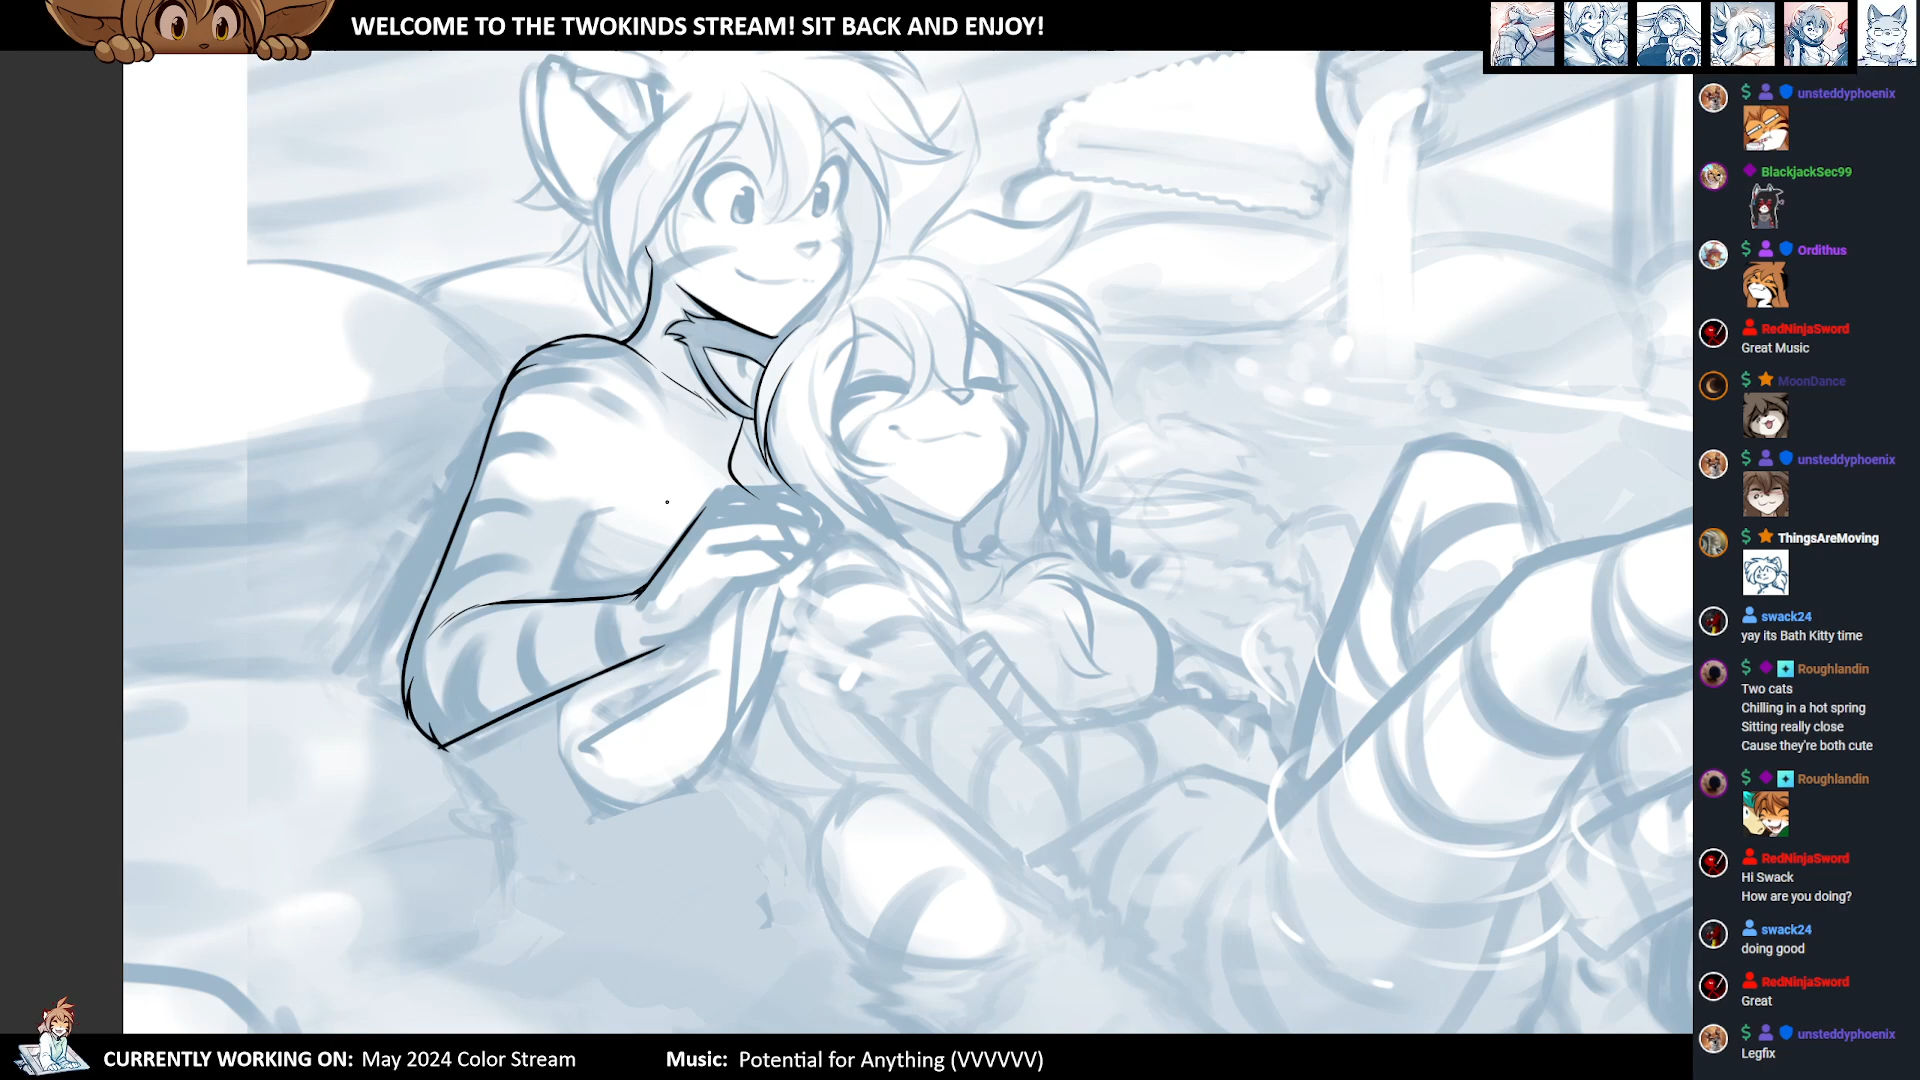 WELCOME TO THE TWOKINDS STREAM! SIT BACK AND ENJOY!
unsteddyphoenix
BlackjackSec99
Ordithus
RedNinjaSword
Great Music
MoonDance
unsteddyphoenix
ThingsAreMoving
swack24
yay its Bath Kitty time
Roughlandin
Two cats
Chilling in a hot spring
Sitting really close
Cause they're both cute
Roughlandin
RedNinjaSword
Hi Swack
How are you doing?
swack24
doing good
RedNinjaSword
Great
unsteddyphoenix
Legfix
CURRENTLY WORKING ON: May 2024 Color Stream
Music: Potential for Anything (VVVVVV)